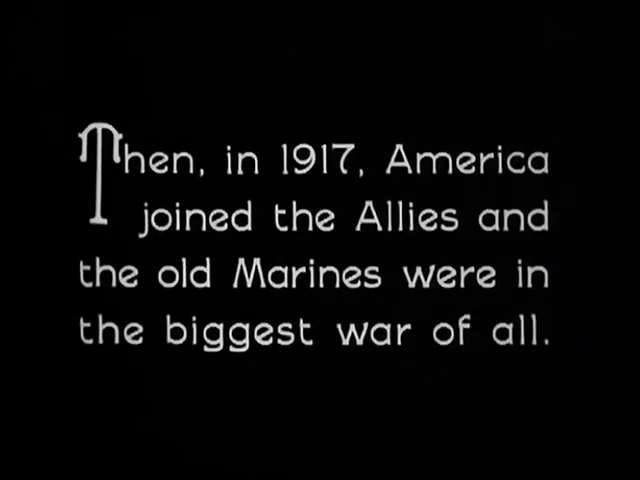 Then, in 1917, America
joined the Allies and
the old Marines were in
the biggest war of all.